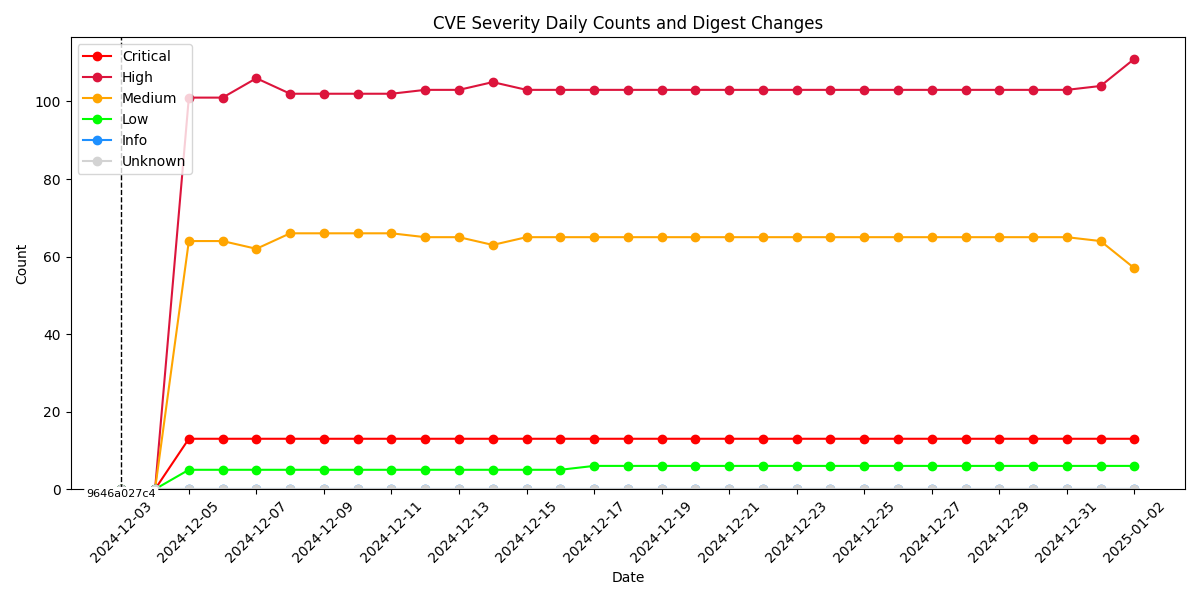 CVE Severity Daily Counts and Digest Changes
Critical
High
Medium
Low
Info
Unknown
Count
100
80
60
40
20
0
9646a027c4
2024-12-03
2024-12-05
2024-12-07
2024-12-09
2024-12-11
2024-12-13
2024-12-15
2024-12-17
2024-12-19
2024-12-21
2024-12-23
2024-12-25
2024-12-27
2024-12-29
2024-12-31
2025-01-02
Date